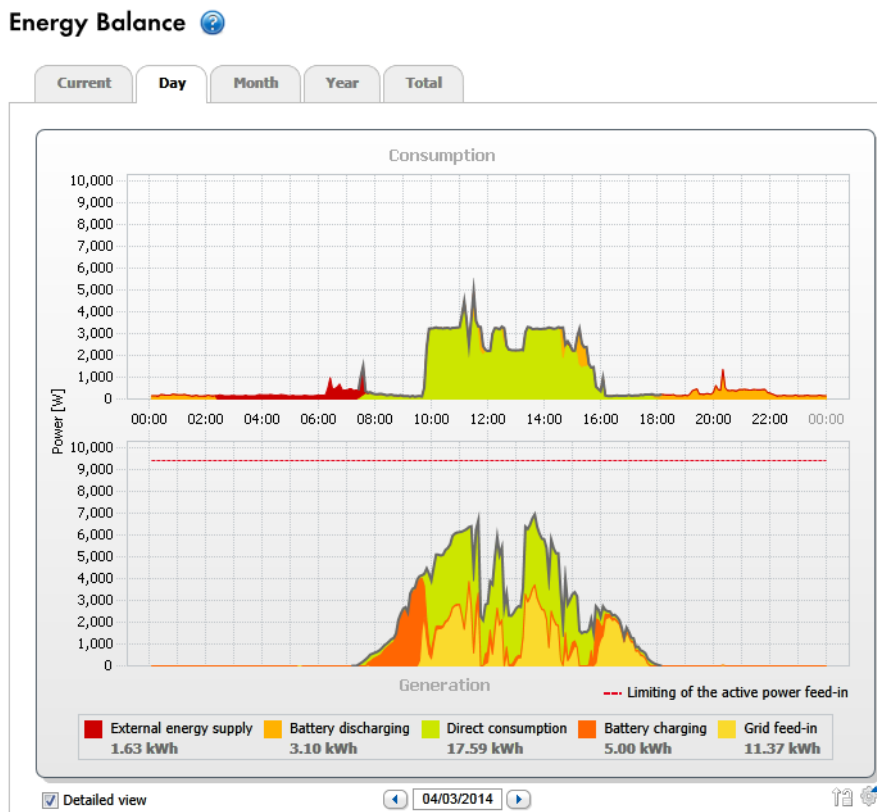 Energy Balance ?
Current Day Month Year Total
Consumption
10,000
9,000
8,000
7,000
6,000
5,000
4,000
3,000
2,000
1,000
0
00:00 02:00 04:00 06:00 08:00 10:00 12:00 14:00 16:00 18:00 20:00 22:00 00:00
Power [W]
10,000
9,000
8,000
7,000
6,000
5,000
4,000
3,000
2,000
1,000
0
Generation
Limiting of the active power feed-in
External energy supply Battery discharging Direct consumption Battery charging Grid feed-in
1.63 kWh 3.10 kWh 17.59 kWh 5.00 kWh 11.37 kWh
Detailed view 04/03/2014